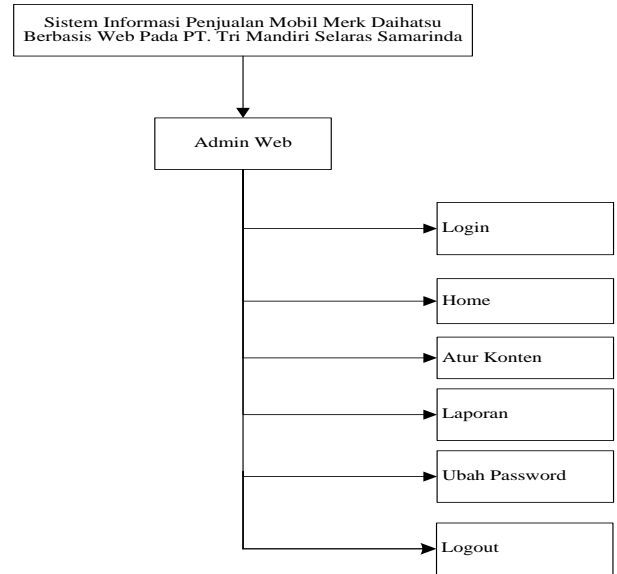 Sistem Informasi Penjualan Mobil Merk Daihatsu
Berbasis Web Pada PT. Tri Mandiri Selaras Samarinda
Admin Web
Login
Home
Atur Konten
Laporan
Ubah Password
Logout